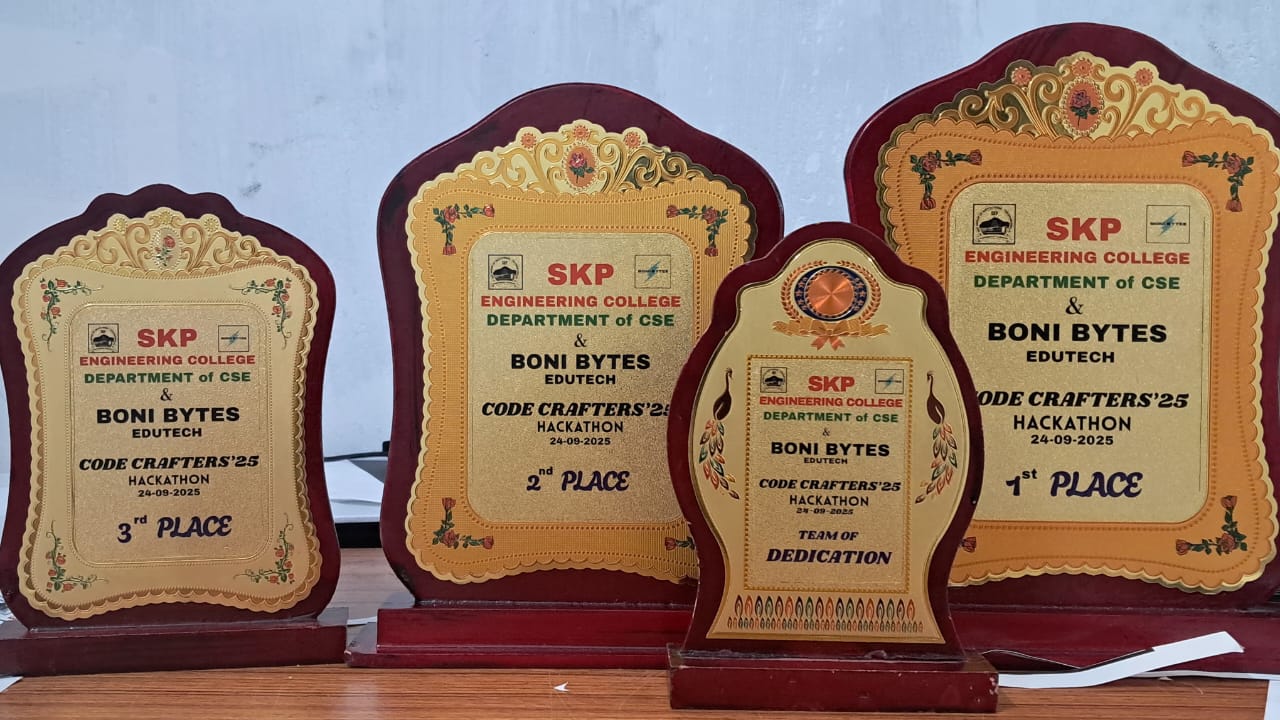 SKP
ENGINEERING COLLEGE
DEPARTMENT of CSE
&
BONI BYTES
EDUTECH
CODE CRAFTERS'25
HACKATHON
24-09-2025
3rd PLACE
SKP
ENGINEERING COLLEGE
DEPARTMENT of CSE
&
BONI BYTES
EDUTECH
CODE CRAFTERS'25
HACKATHON
24-09-2025
2nd PLACE
SKP
ENGINEERING COLLEGE
DEPARTMENT of CSE
&
BONI BYTES
EDUTECH
CODE CRAFTERS'25
HACKATHON
24-09-2025
TEAM OF
DEDICATION
SKP
ENGINEERING COLLEGE
DEPARTMENT of CSE
&
BONI BYTES
EDUTECH
ODE CRAFTERS'25
HACKATHON
24-09-2025
1st PLACE